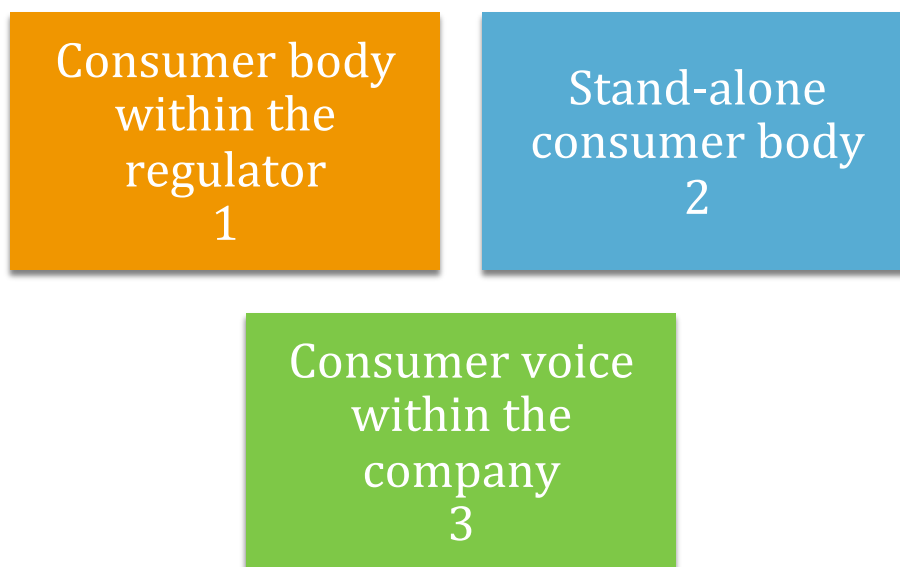 Consumer body
within the
regulator
1
Stand-alone
consumer body
2
Consumer voice
within the
company
3